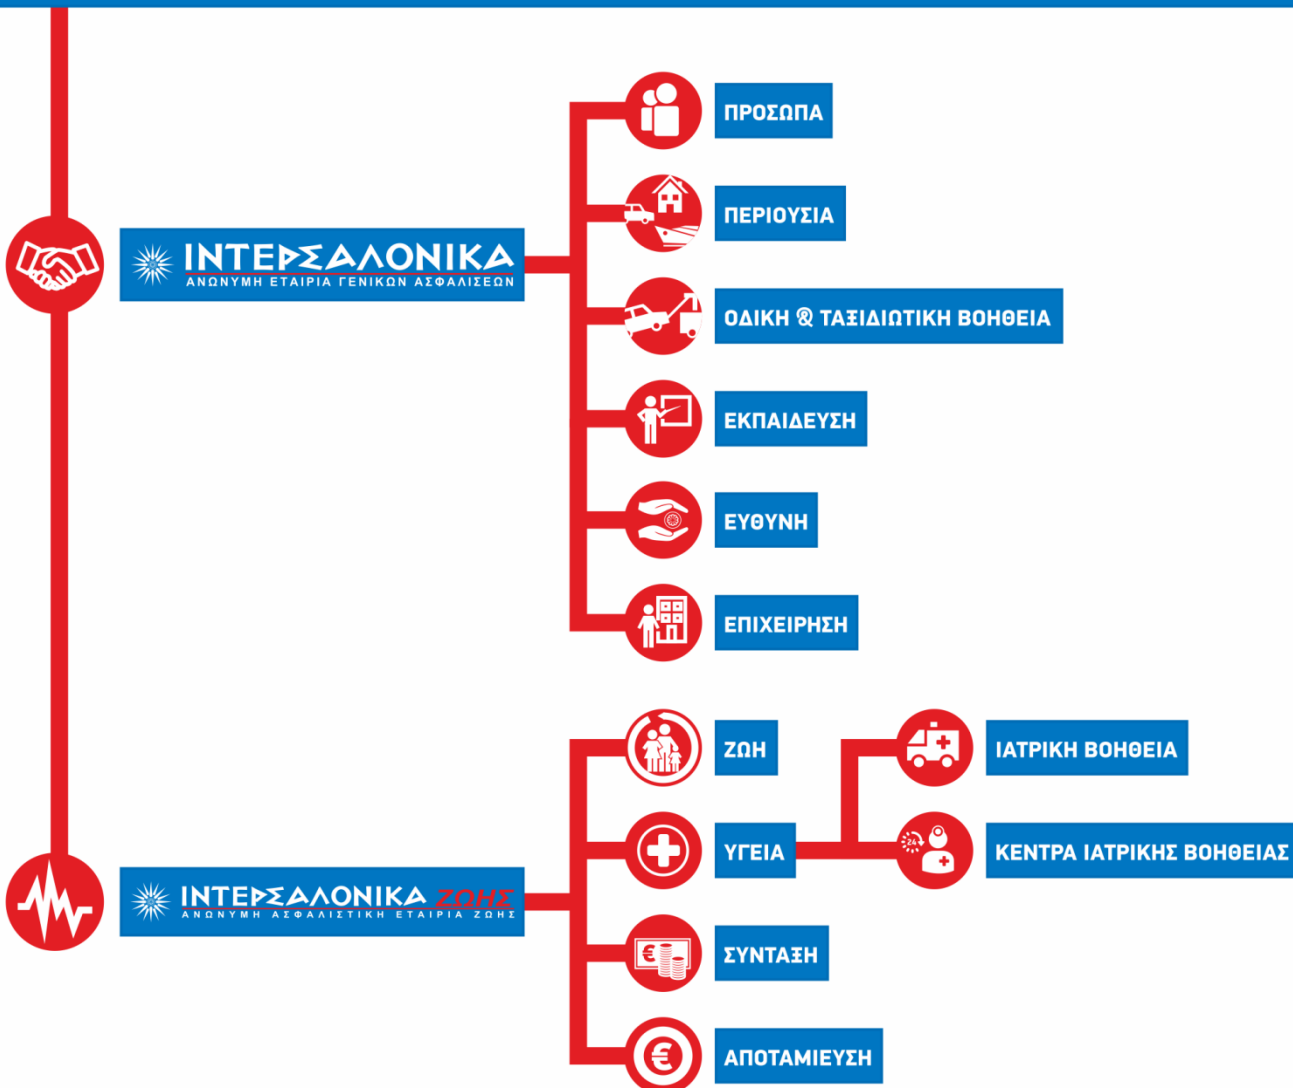 ΠΡΟΣΩΠΑ
ΠΕΡΙΟΥΣΙΑ
ΙΝΤΕΡΣΑΛΟΝΙΚΑ
ΑΝΩΝΥΜΗ ΕΤΑΙΡΙΑ ΓΕΝΙΚΩΝ ΑΣΦΑΛΙΣΕΩΝ
ΟΔΙΚΗ & ΤΑΞΙΔΙΩΤΙΚΗ ΒΟΗΘΕΙΑ
ΕΚΠΑΙΔΕΥΣΗ
ΕΥΘΥΝΗ
ΕΠΙΧΕΙΡΗΣΗ
ΖΩΗ
ΙΑΤΡΙΚΗ ΒΟΗΘΕΙΑ
ΥΓΕΙΑ
24
ΚΕΝΤΡΑ ΙΑΤΡΙΚΗΣ ΒΟΗΘΕΙΑΣ
ΙΝΤΕΡΣΑΛΟΝΙΚΑ ΖΩΗΣ
ΑΝΩΝΥΜΗ ΑΣΦΑΛΙΣΤΙΚΗ ΕΤΑΙΡΙΑ ΖΩΗΣ
€
ΣΥΝΤΑΞΗ
€
ΑΠΟΤΑΜΙΕΥΣΗ